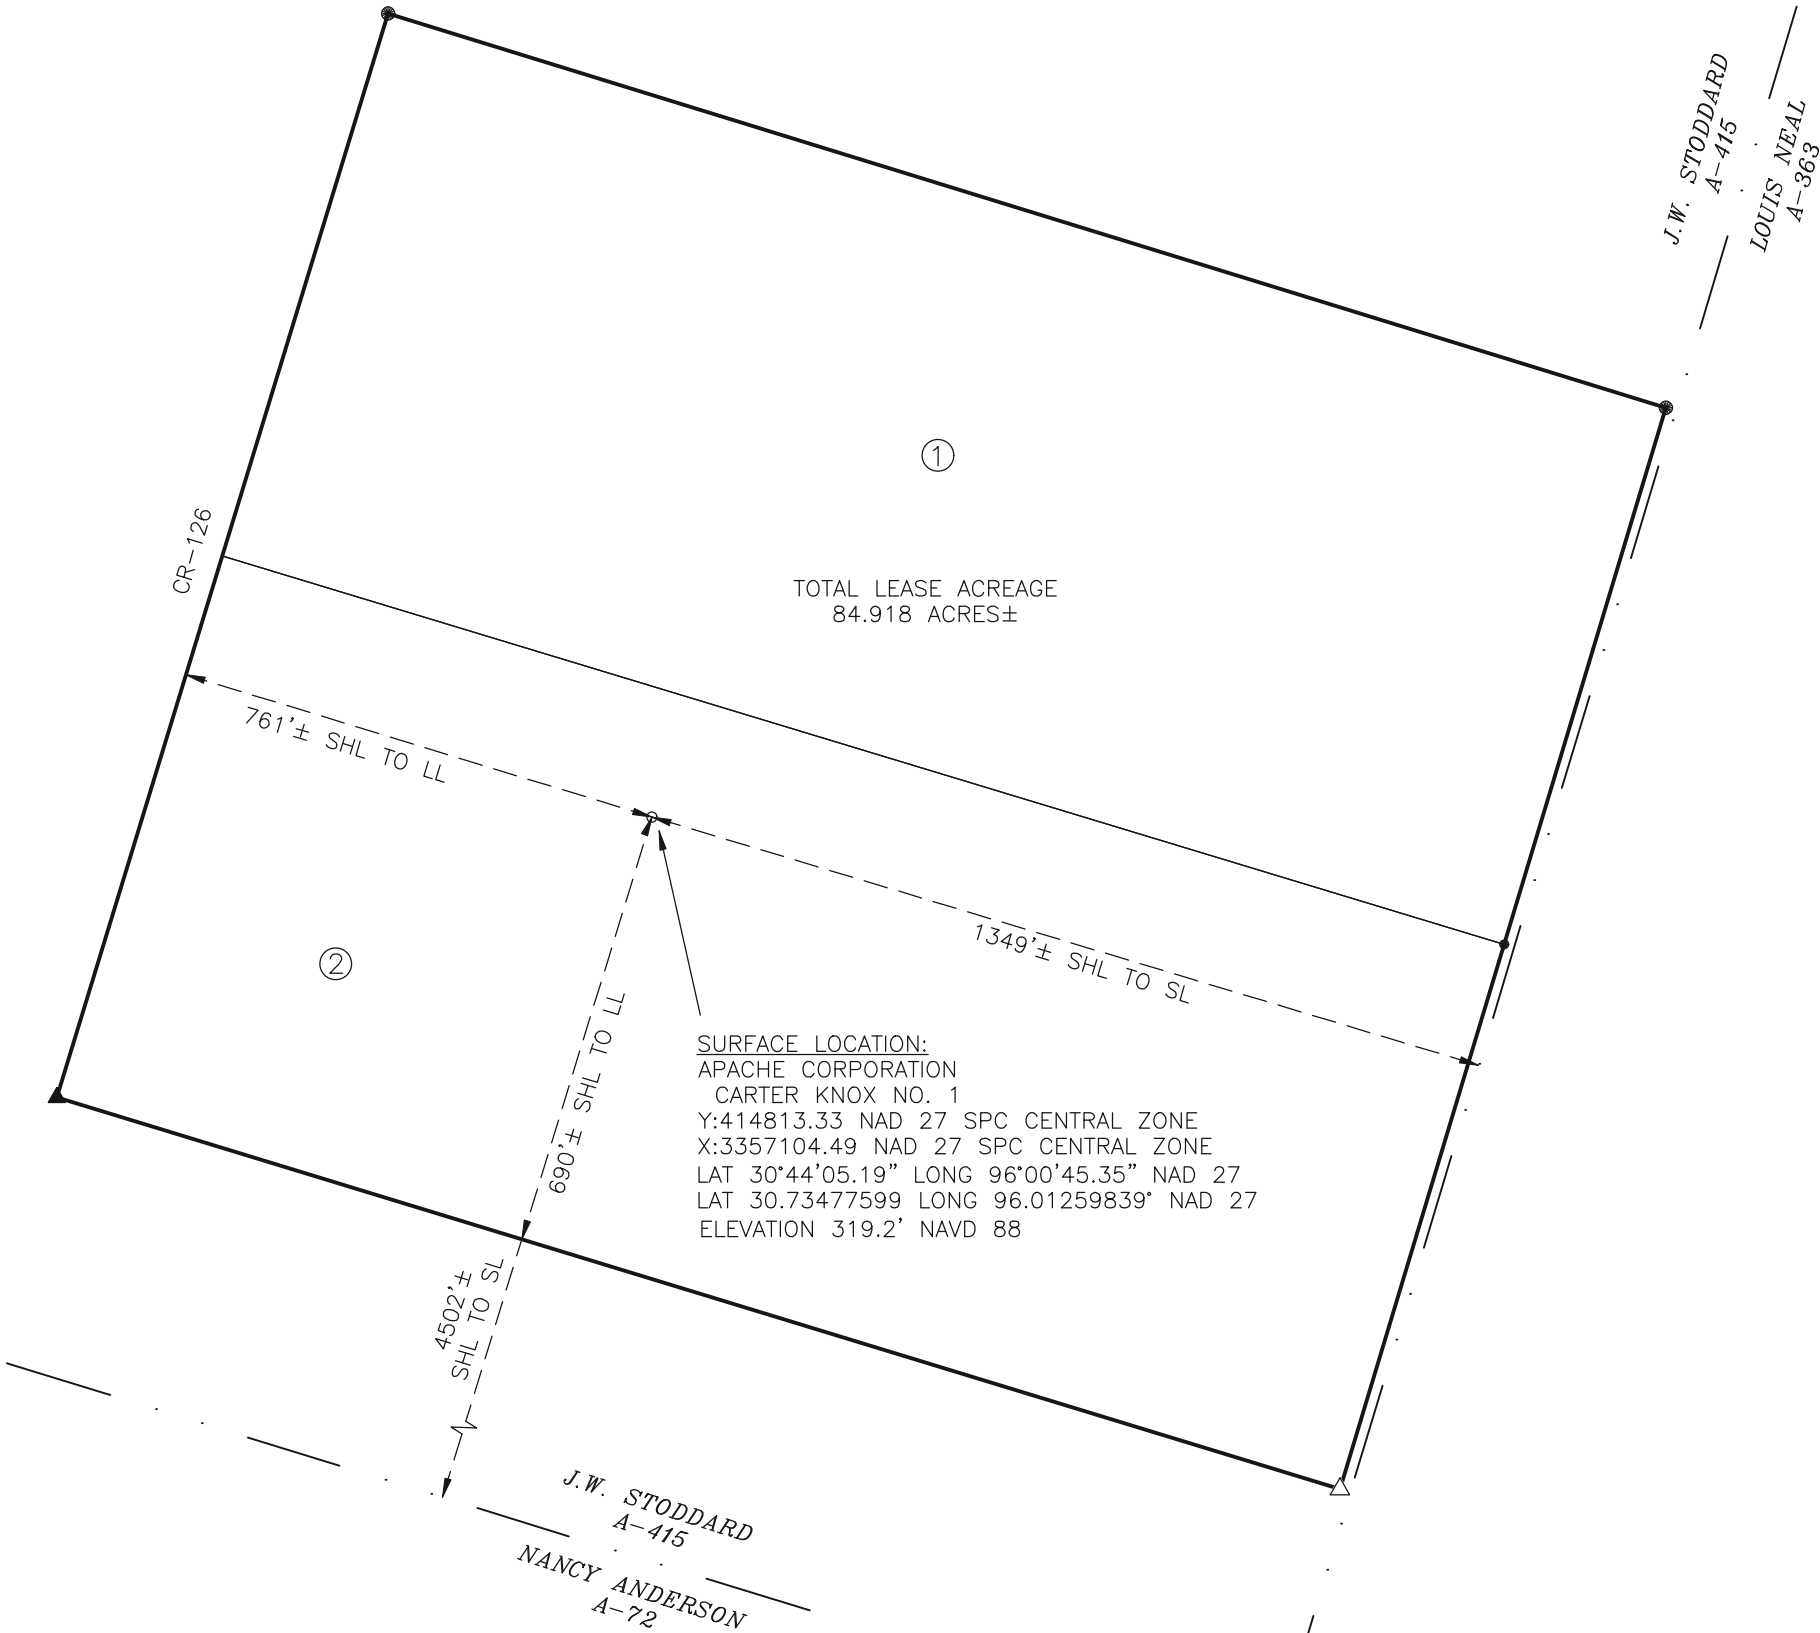 J.W. STODDARD
A-415
LOUIS NEAL
A-363
1
CR-126
TOTAL LEASE ACREAGE
84.918 ACRES±
761'± SHL TO LL
1349'± SHL TO SL
2
690'± SHL TO LL
SURFACE LOCATION:
APACHE CORPORATION
CARTER KNOX NO. 1
Y:414813.33 NAD 27 SPC CENTRAL ZONE
X:3357104.49 NAD 27 SPC CENTRAL ZONE
LAT 30°44'05.19" LONG 96°00'45.35" NAD 27
LAT 30.73477599 LONG 96.01259839° NAD 27
ELEVATION 319.2' NAVD 88
4502'±
SHL TO SL
J.W. STODDARD
A-415
NANCY ANDERSON
A-72